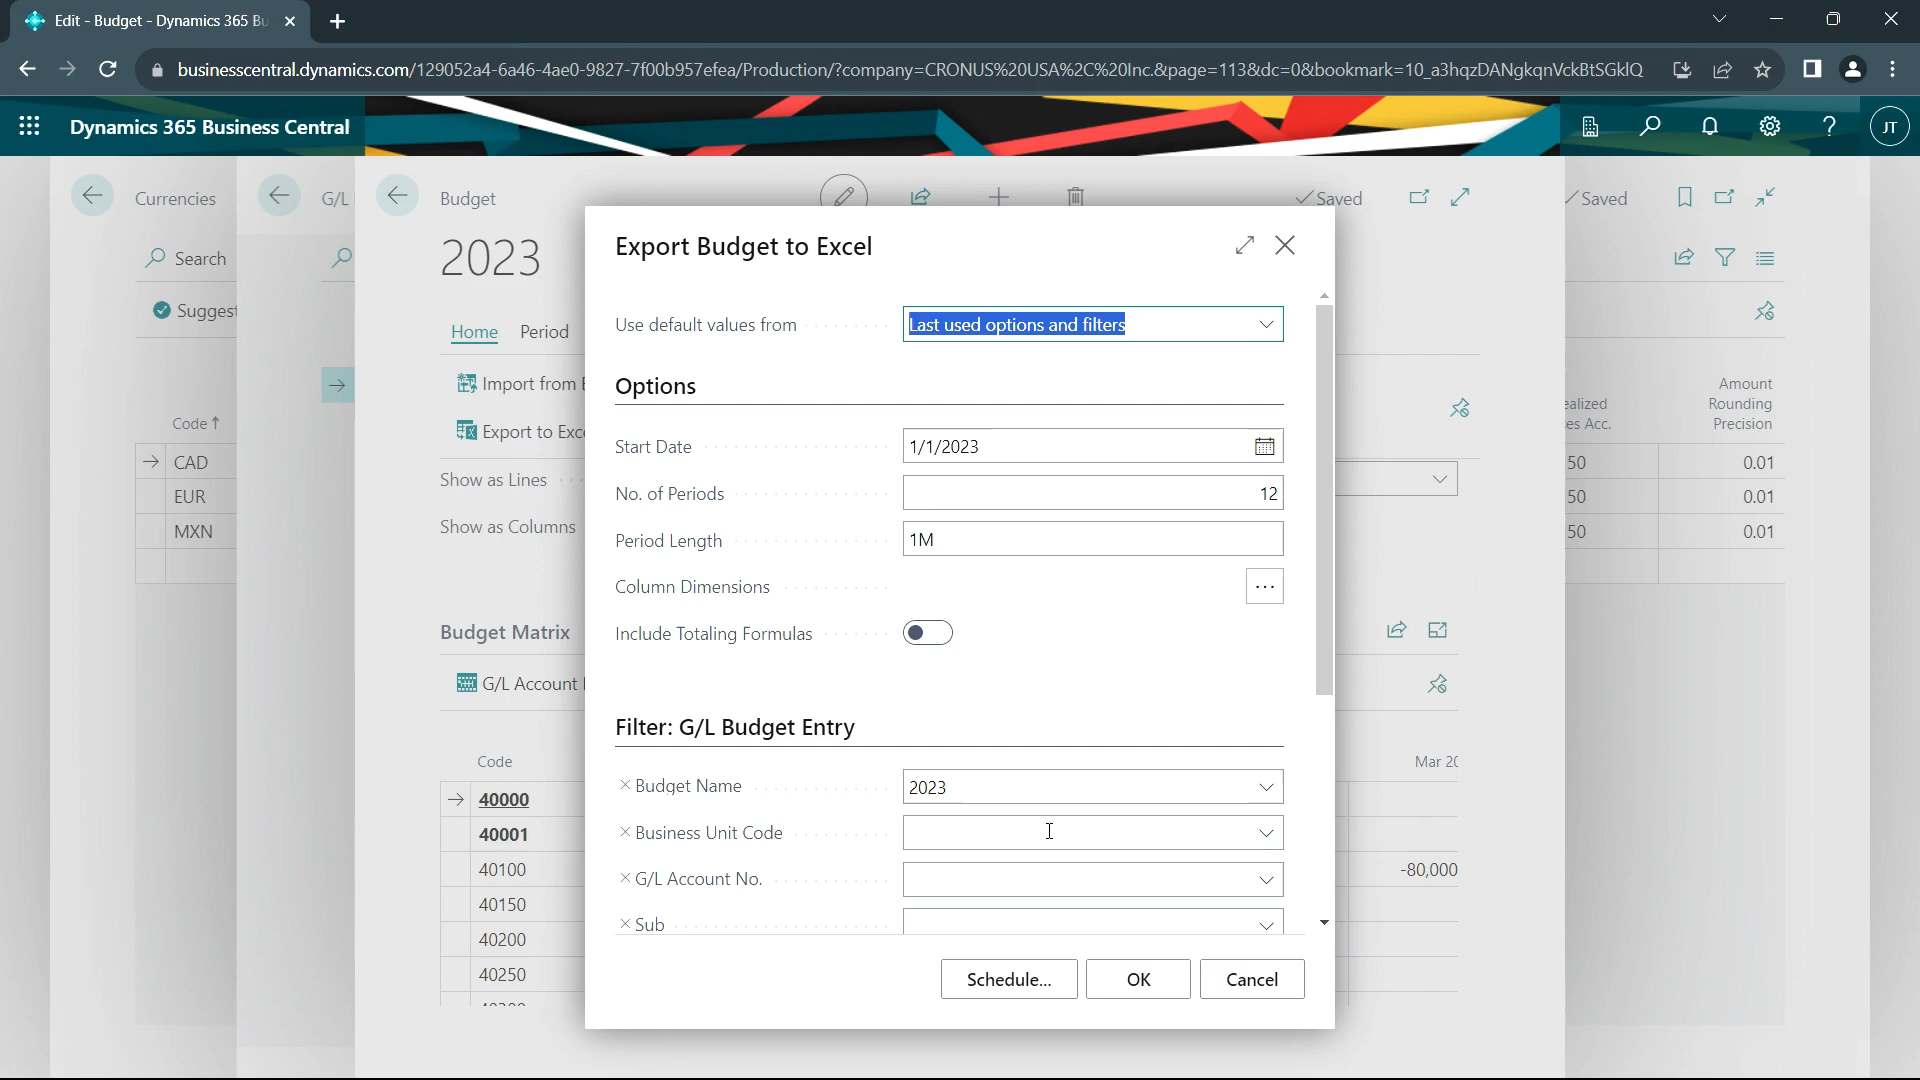 Edit - Budget - Dynamics 365 Bu
businesscentral.dynamics.com/129052a4-6a46-4ae0-9827-7f00b957efea/Production/?company=CRONUS%20USA%2C%20Inc.&page=113&dc=0&bookmark=10_a3hqzDANgkqnVckBtSGklQ
Dynamics 365 Business Central
JT
Currencies
G/L
Budget
Saved
Saved
Search
2023
Suggest
Home Period
Import from E
Export to Exce
Show as Lines
Show as Columns
Code ↑
CAD
EUR
MXN
Budget Matrix
G/L Account
Code
Mar 20
40000
40001
40100
-80,000
40150
40200
40250
ealized
es Acc.
Amount
Rounding
Precision
50 0.01
50 0.01
50 0.01
Export Budget to Excel
Use default values from Last used options and filters
Options
Start Date 1/1/2023
No. of Periods 12
Period Length 1M
Column Dimensions ...
Include Totaling Formulas
Filter: G/L Budget Entry
× Budget Name 2023
× Business Unit Code
× G/L Account No.
× Sub
Schedule... OK Cancel